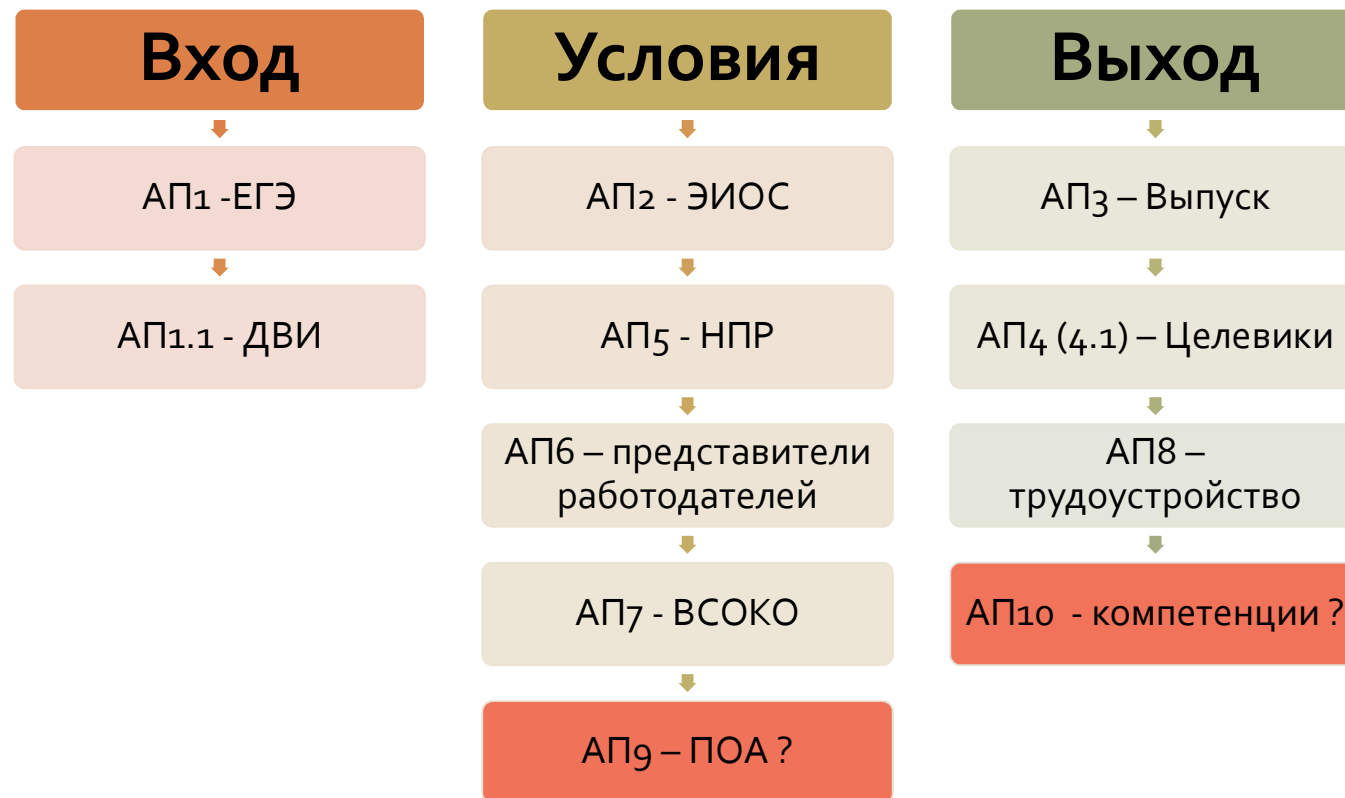 Вход
АП1 -ЕГЭ
АП1.1 - ДВИ
Условия
АП2 - ЭИОС
АП5 - НПР
АП6 – представители
работодателей
АП7 - ВСОКО
АП9 – ПОА ?
Выход
АП3 – Выпуск
АП4 (4.1) – Целевики
АП8 –
трудоустройство
АП10 - компетенции ?